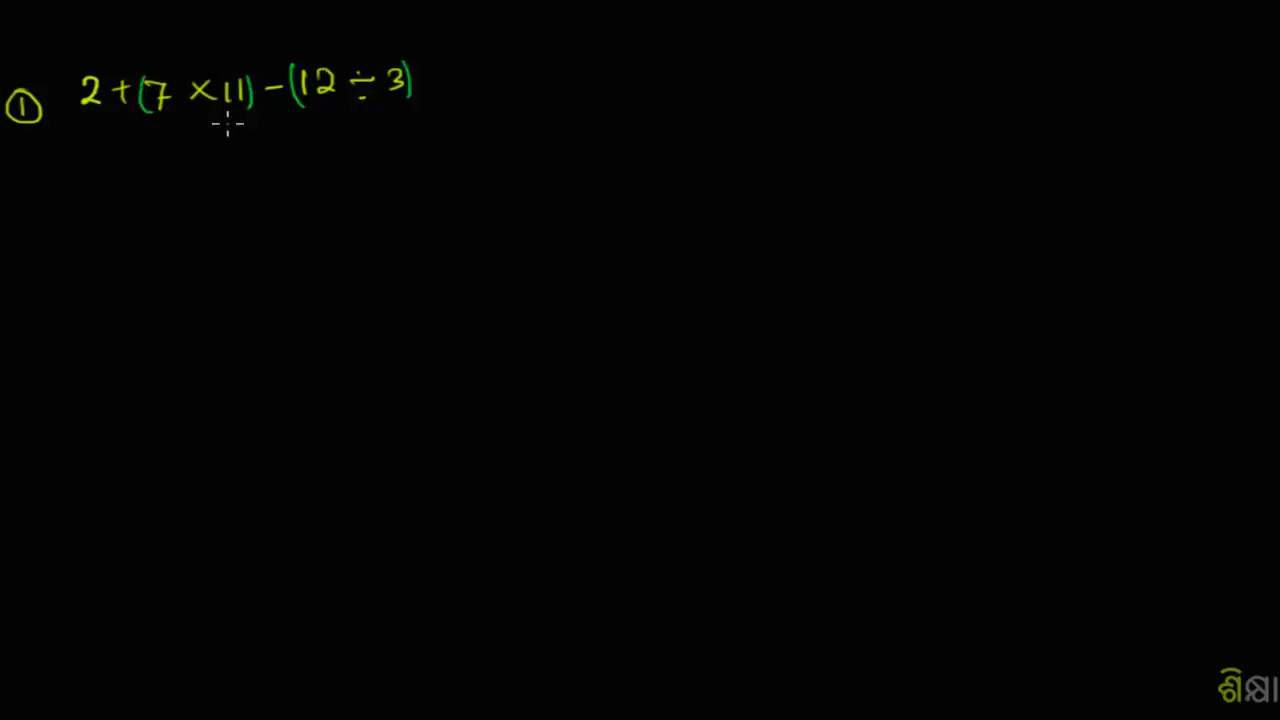 ① 2 + (7 × 11) - (12 ÷ 3)
ଶିକ୍ଷା